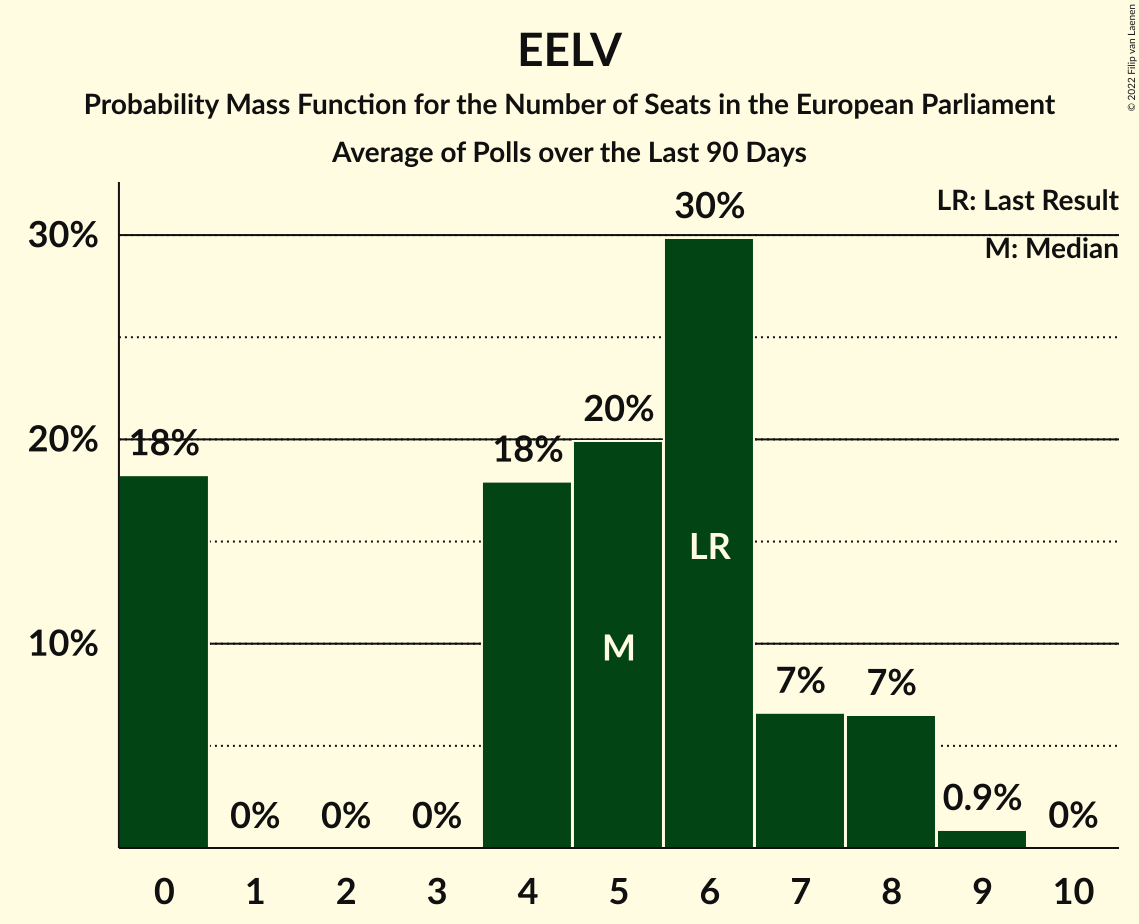 EELV
Probability Mass Function for the Number of Seats in the European Parliament
Average of Polls over the Last 90 Days
© 2022 Filip van Laenen
LR: Last Result
M: Median
30%
20%
10%
18%
0%
0%
0%
18%
20%
30%
7%
7%
0.9%
0%
M
LR
0 1 2 3 4 5 6 7 8 9 10